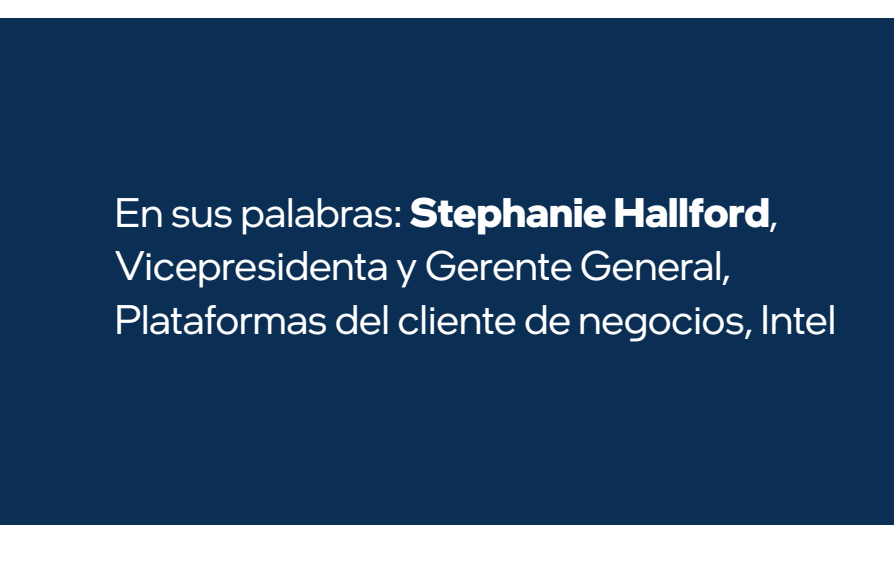 En sus palabras: Stephanie Hallford,
Vicepresidenta y Gerente General,
Plataformas del cliente de negocios, Intel